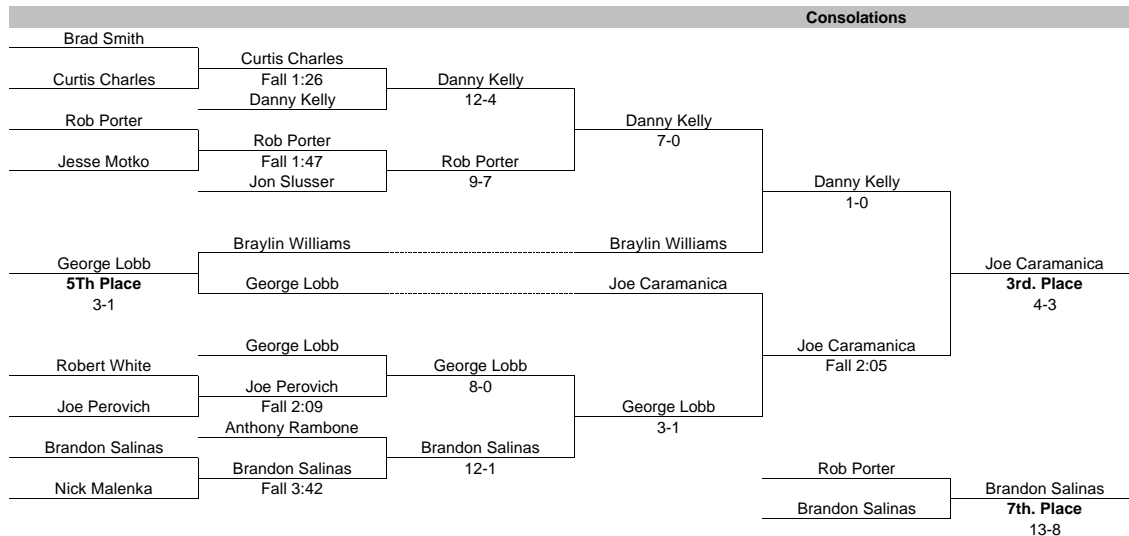 Consolations
Brad Smith
Curtis Charles
Curtis Charles
Fall 1:26
Danny Kelly
Danny Kelly
12-4
Rob Porter
Danny Kelly
7-0
Rob Porter
Jesse Motko
Fall 1:47
Rob Porter
Jon Slusser
9-7
Danny Kelly
1-0
Braylin Williams
Braylin Williams
George Lobb
Joe Caramanica
5Th Place
George Lobb
Joe Caramanica
3rd. Place
3-1
4-3
George Lobb
Joe Caramanica
Robert White
George Lobb
Fall 2:05
Joe Perovich
8-0
Joe Perovich
Fall 2:09
George Lobb
Anthony Rambone
3-1
Brandon Salinas
Brandon Salinas
Brandon Salinas
12-1
Rob Porter
Nick Malenka
Fall 3:42
Brandon Salinas
Brandon Salinas
7th. Place
13-8